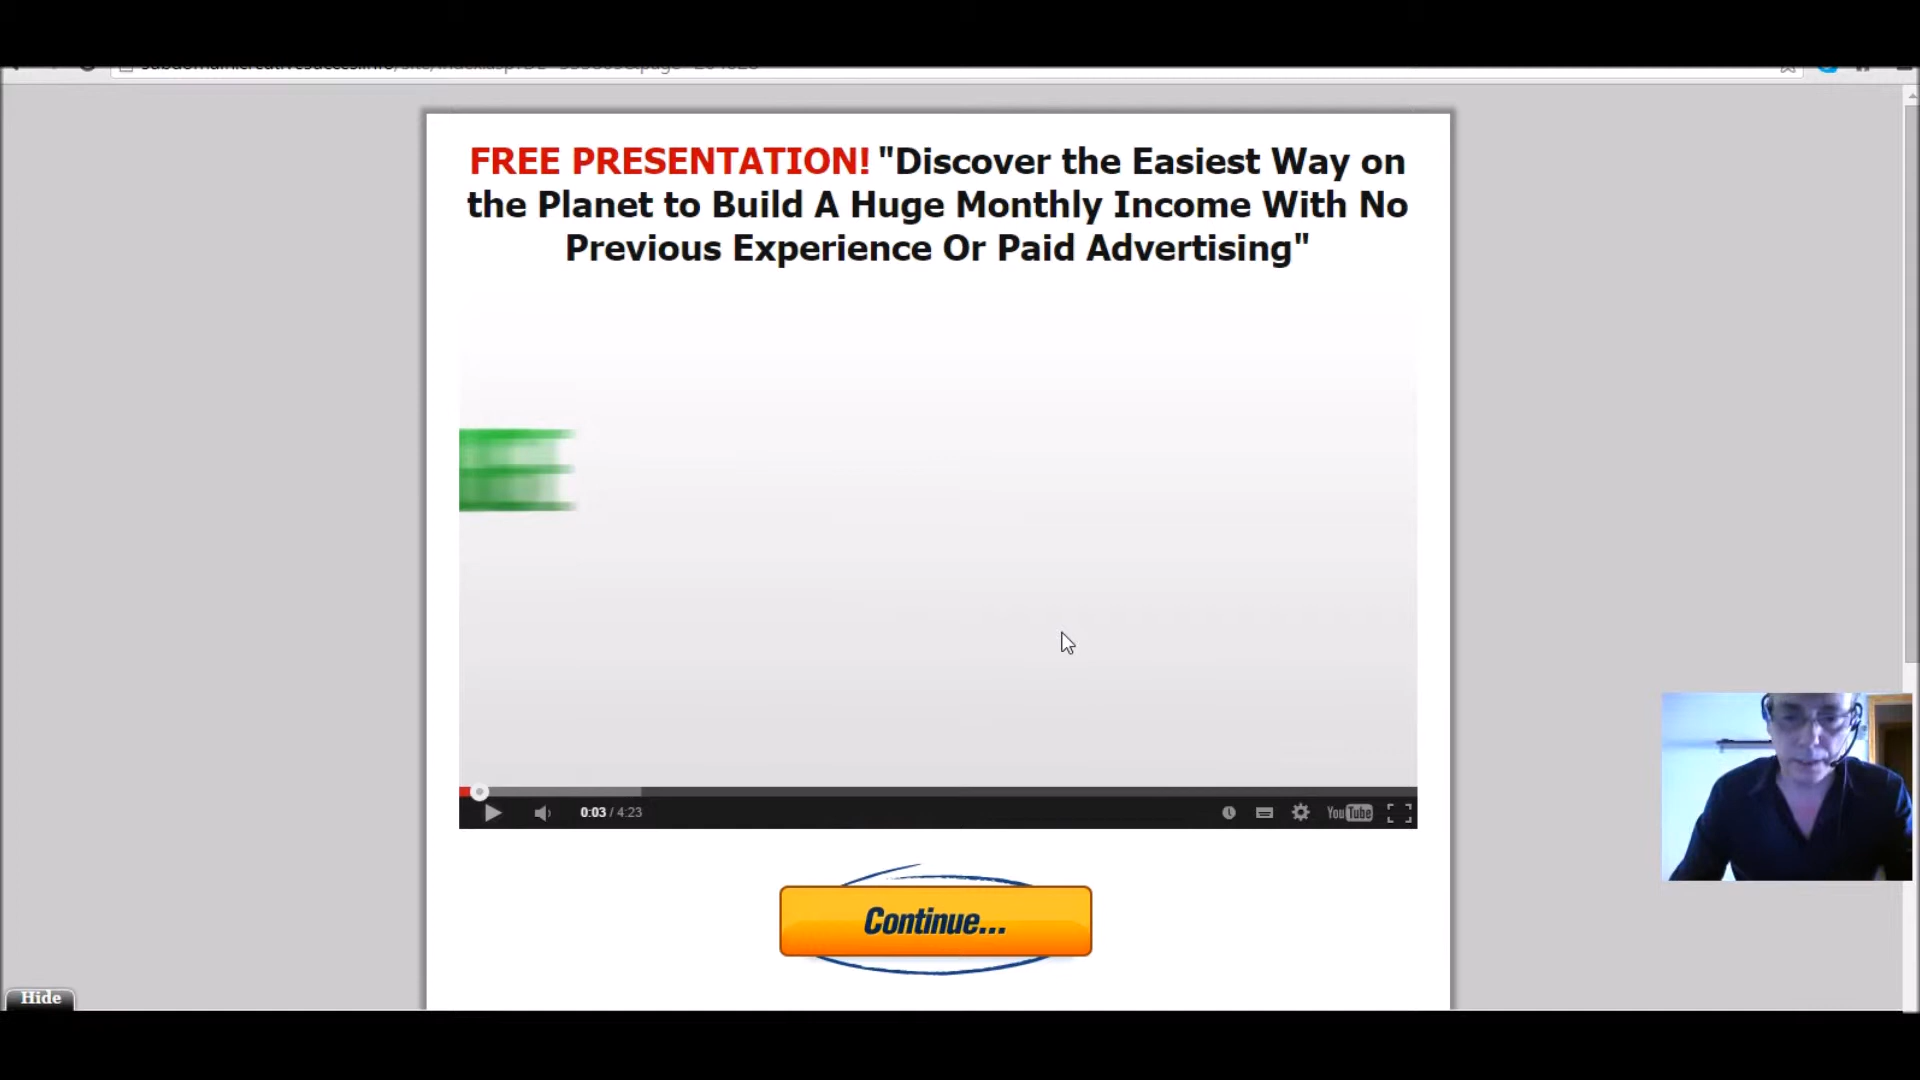 FREE PRESENTATION! "Discover the Easiest Way on
the Planet to Build A Huge Monthly Income With No
Previous Experience Or Paid Advertising"
0:03 / 4:23
YouTube
Continue...
Hide